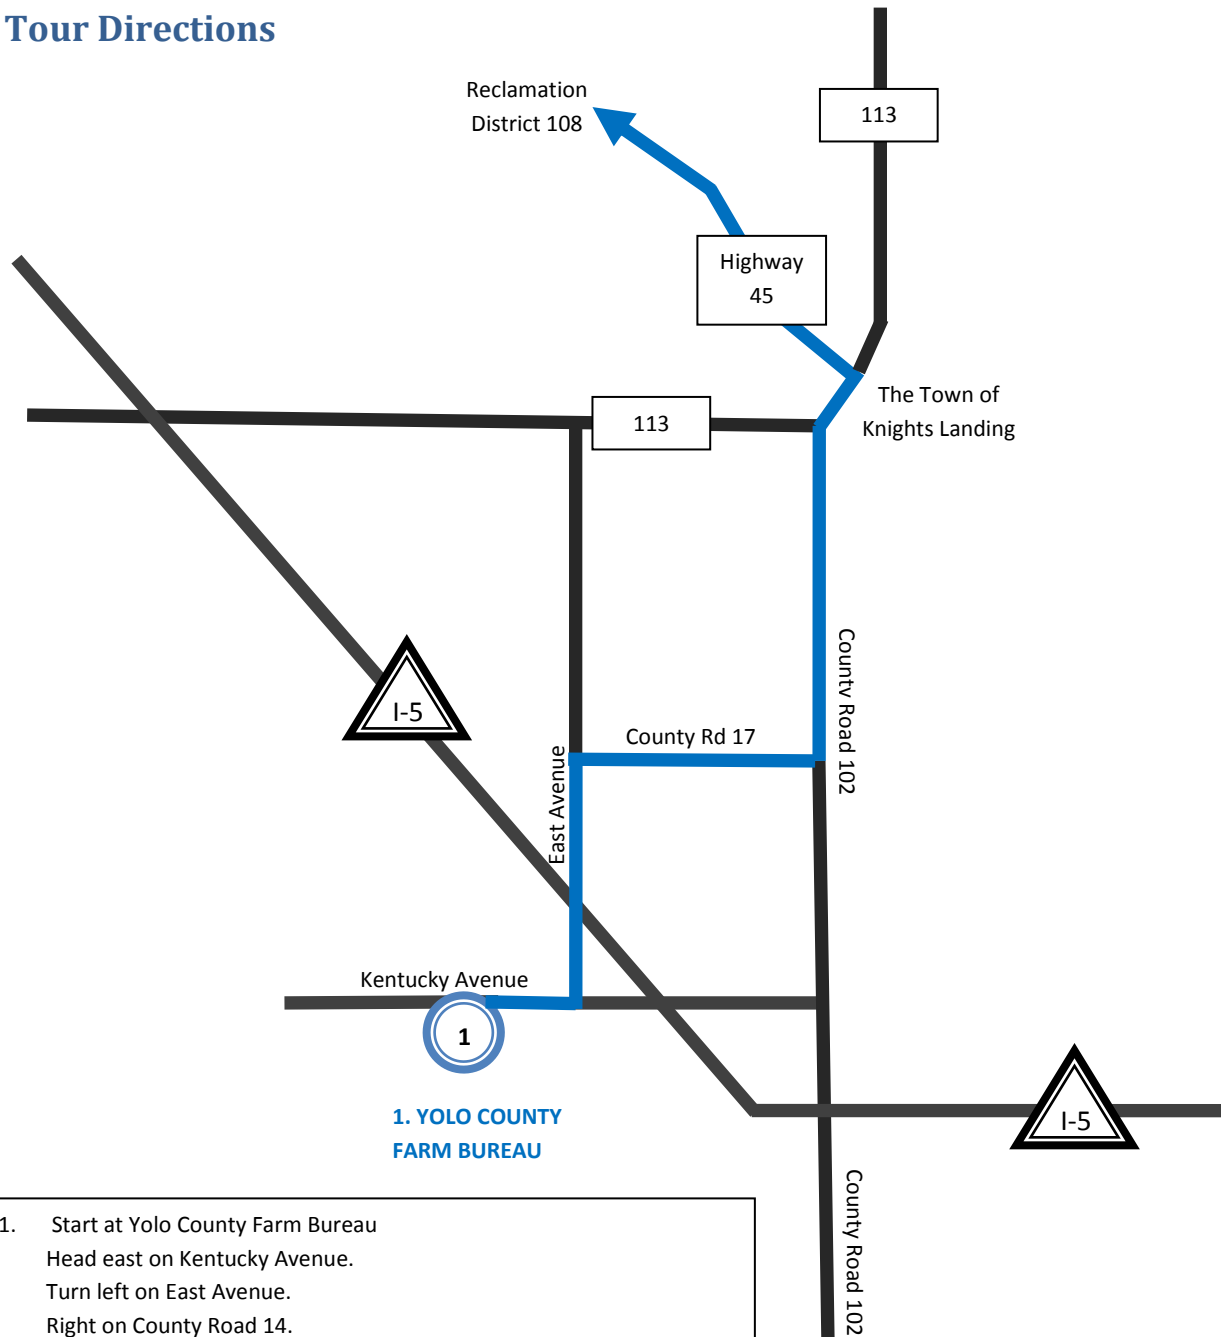 Tour Directions
Reclamation
District 108
113
Highway
45
The Town of
Knights Landing
113
I-5
County Rd 17
County Road 102
East Avenue
Kentucky Avenue
1
1. YOLO COUNTY
FARM BUREAU
I-5
County Road 102
1. Start at Yolo County Farm Bureau
Head east on Kentucky Avenue.
Turn left on East Avenue.
Right on County Road 14.